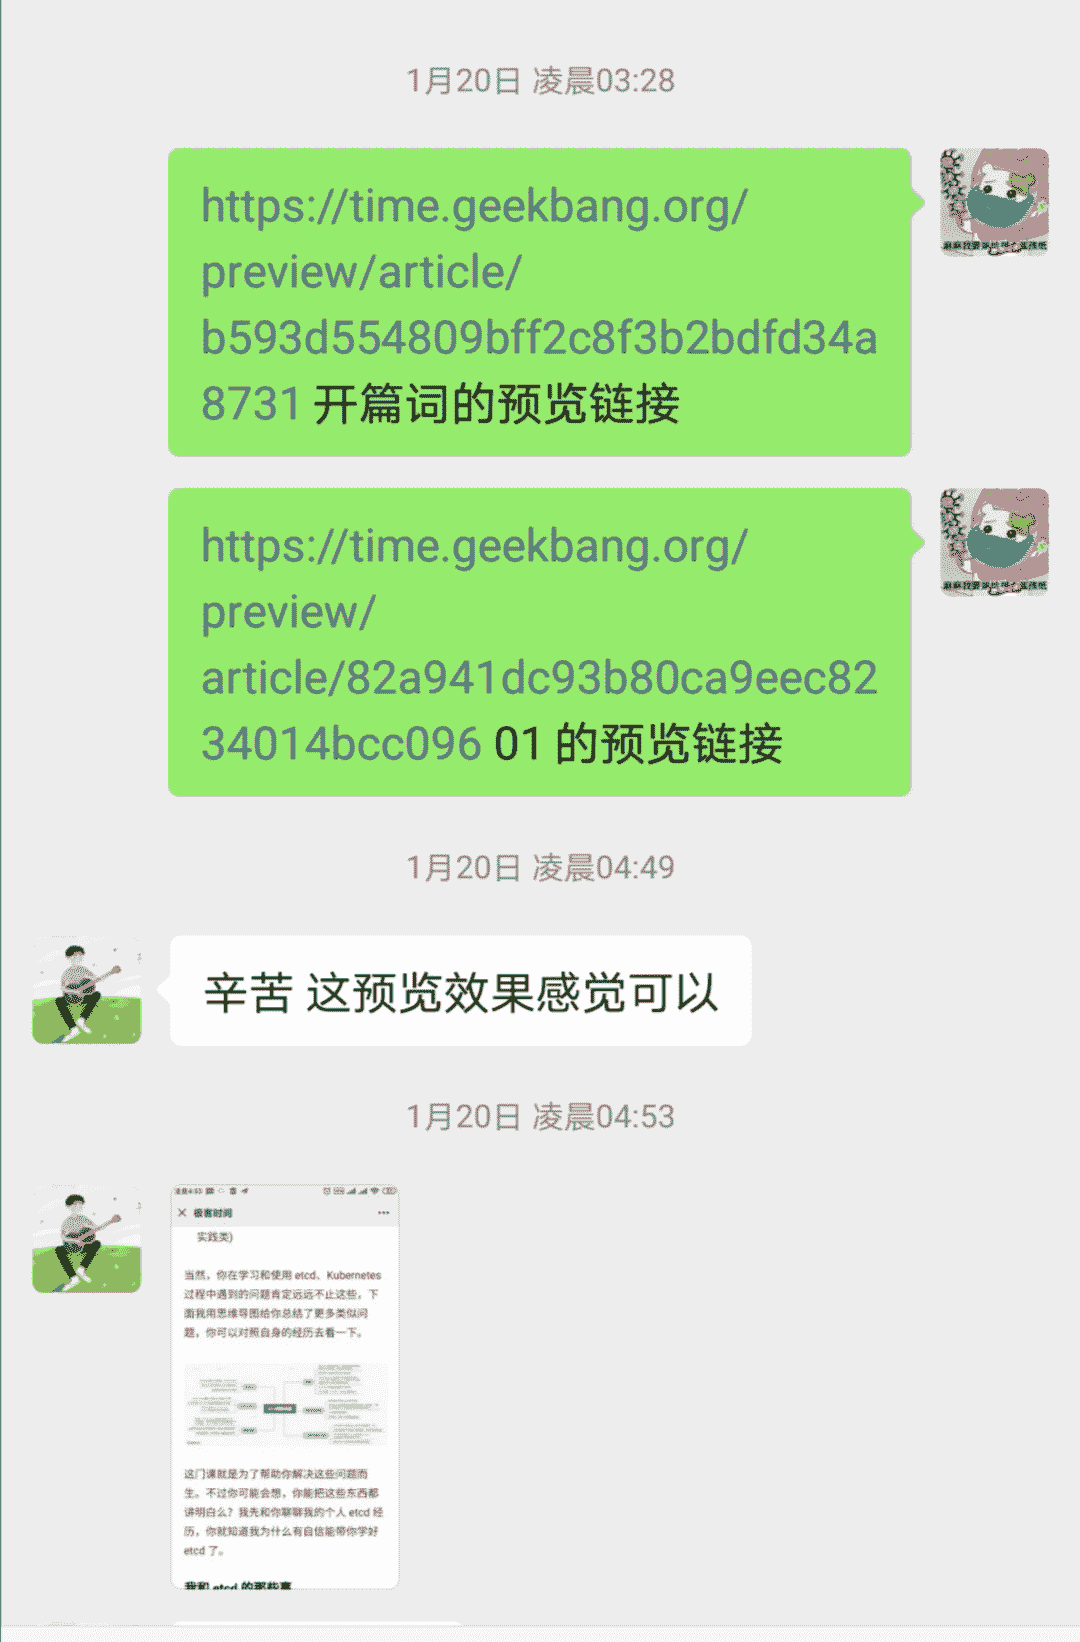 1月20日 凌晨03:28
https://time.geekbang.org/
preview/article/
b593d554809bff2c8f3b2bdfd34a
8731 开篇词的预览链接
https://time.geekbang.org/
preview/
article/82a941dc93b80ca9eec82
34014bcc096 01 的预览链接
1月20日 凌晨04:49
辛苦 这预览效果感觉可以
1月20日 凌晨04:53
极客时间
实践类)
当然，你在学习和使用 etcd、Kubernetes
过程中遇到的问题肯定远远不止这些，下
面我用思维导图给你总结了更多类似问
题，你可以对照自身的经历去看一下。
这门课就是为了帮助你解决这些问题而
生。不过你可能会想，你能把这些东西都
讲明白么？我先和你聊聊我的个人 etcd 经
历，你就知道我为什么有自信能带你学好
etcd 了。
我和 etcd 的那些事